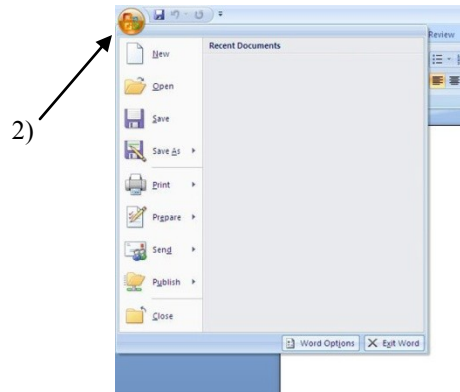 Review
New
Recent Documents
Open
2)
Save
Save As
Print
Prepare
Send
Publish
Close
Word Options
Exit Word